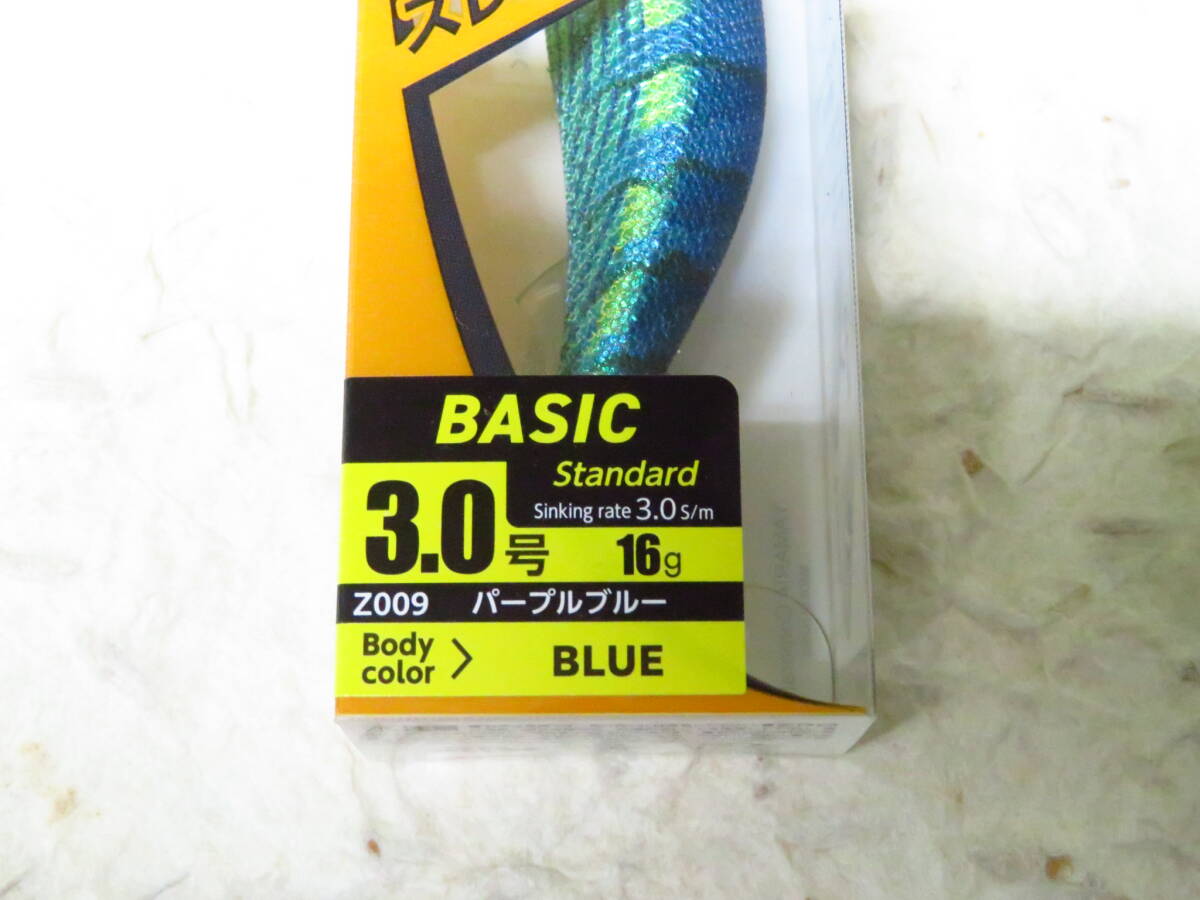 BASIC
Standard
Sinking rate 3.0 S/m
3.0号 16g
Z009 パープルブルー
Body color > BLUE